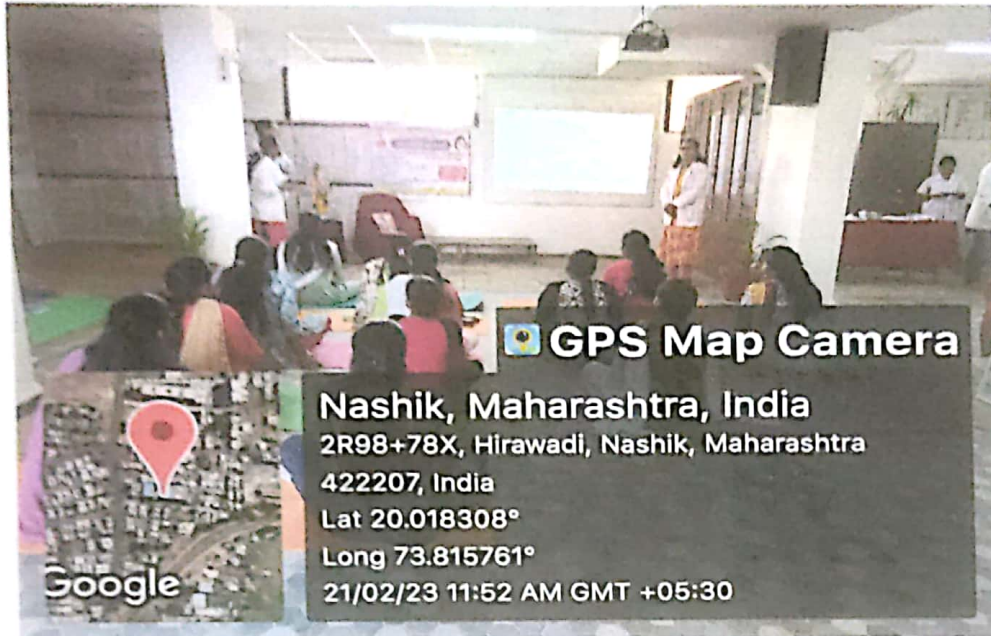 GPS Map Camera
Nashik, Maharashtra, India
2R98+78X, Hirawadi, Nashik, Maharashtra
422207, India
Lat 20.018308°
Long 73.815761°
21/02/23 11:52 AM GMT +05:30
Google